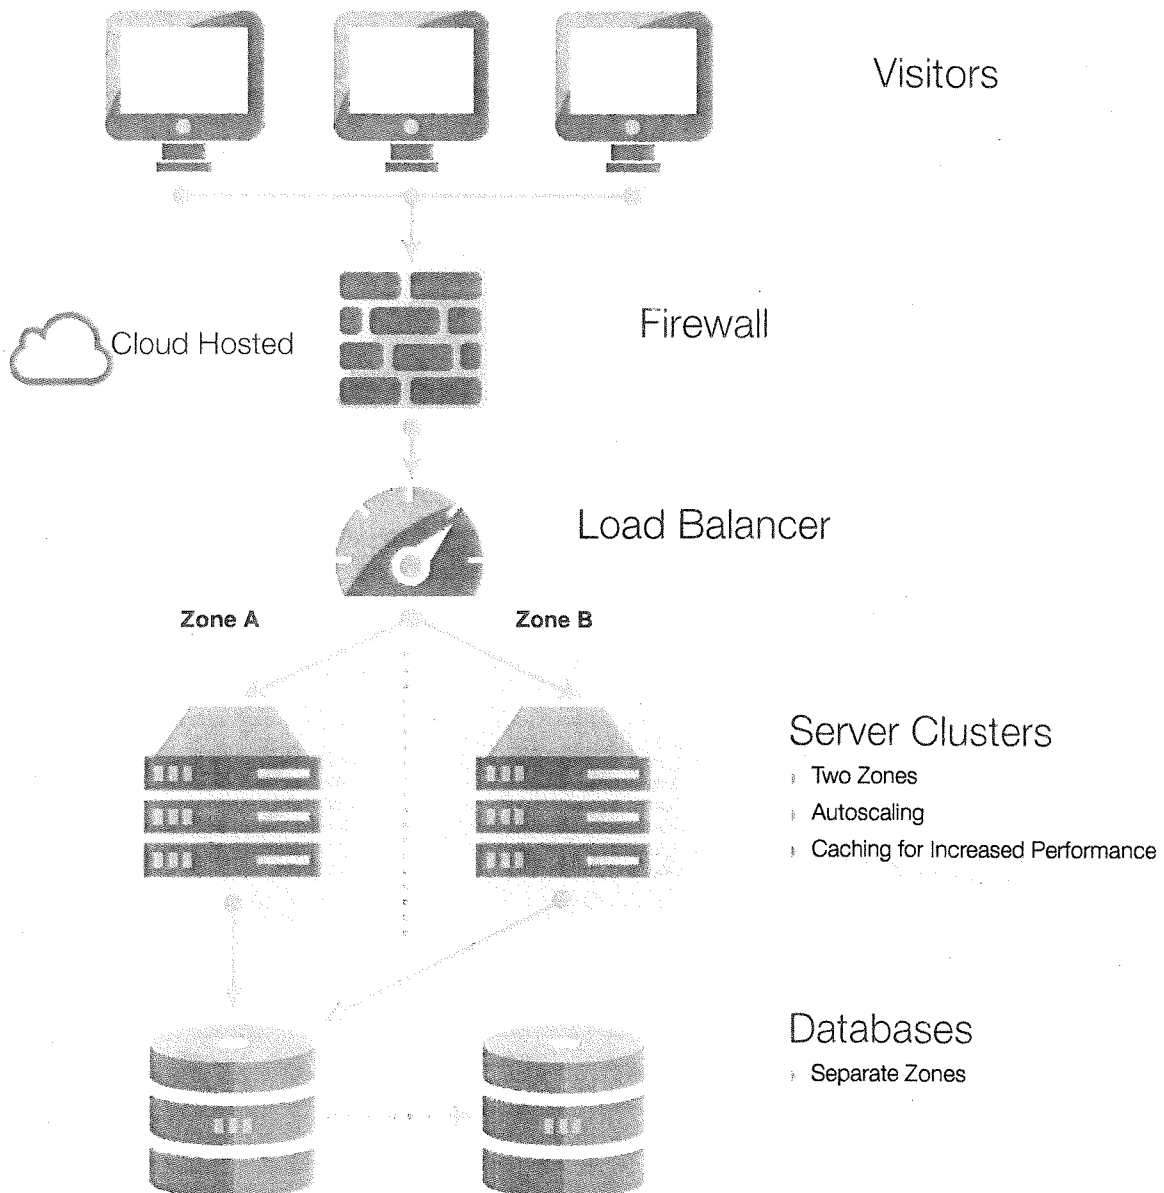 Visitors
Cloud Hosted
Firewall
Load Balancer
Zone A
Zone B
Server Clusters
Two Zones
Autoscaling
Caching for Increased Performance
Databases
Separate Zones